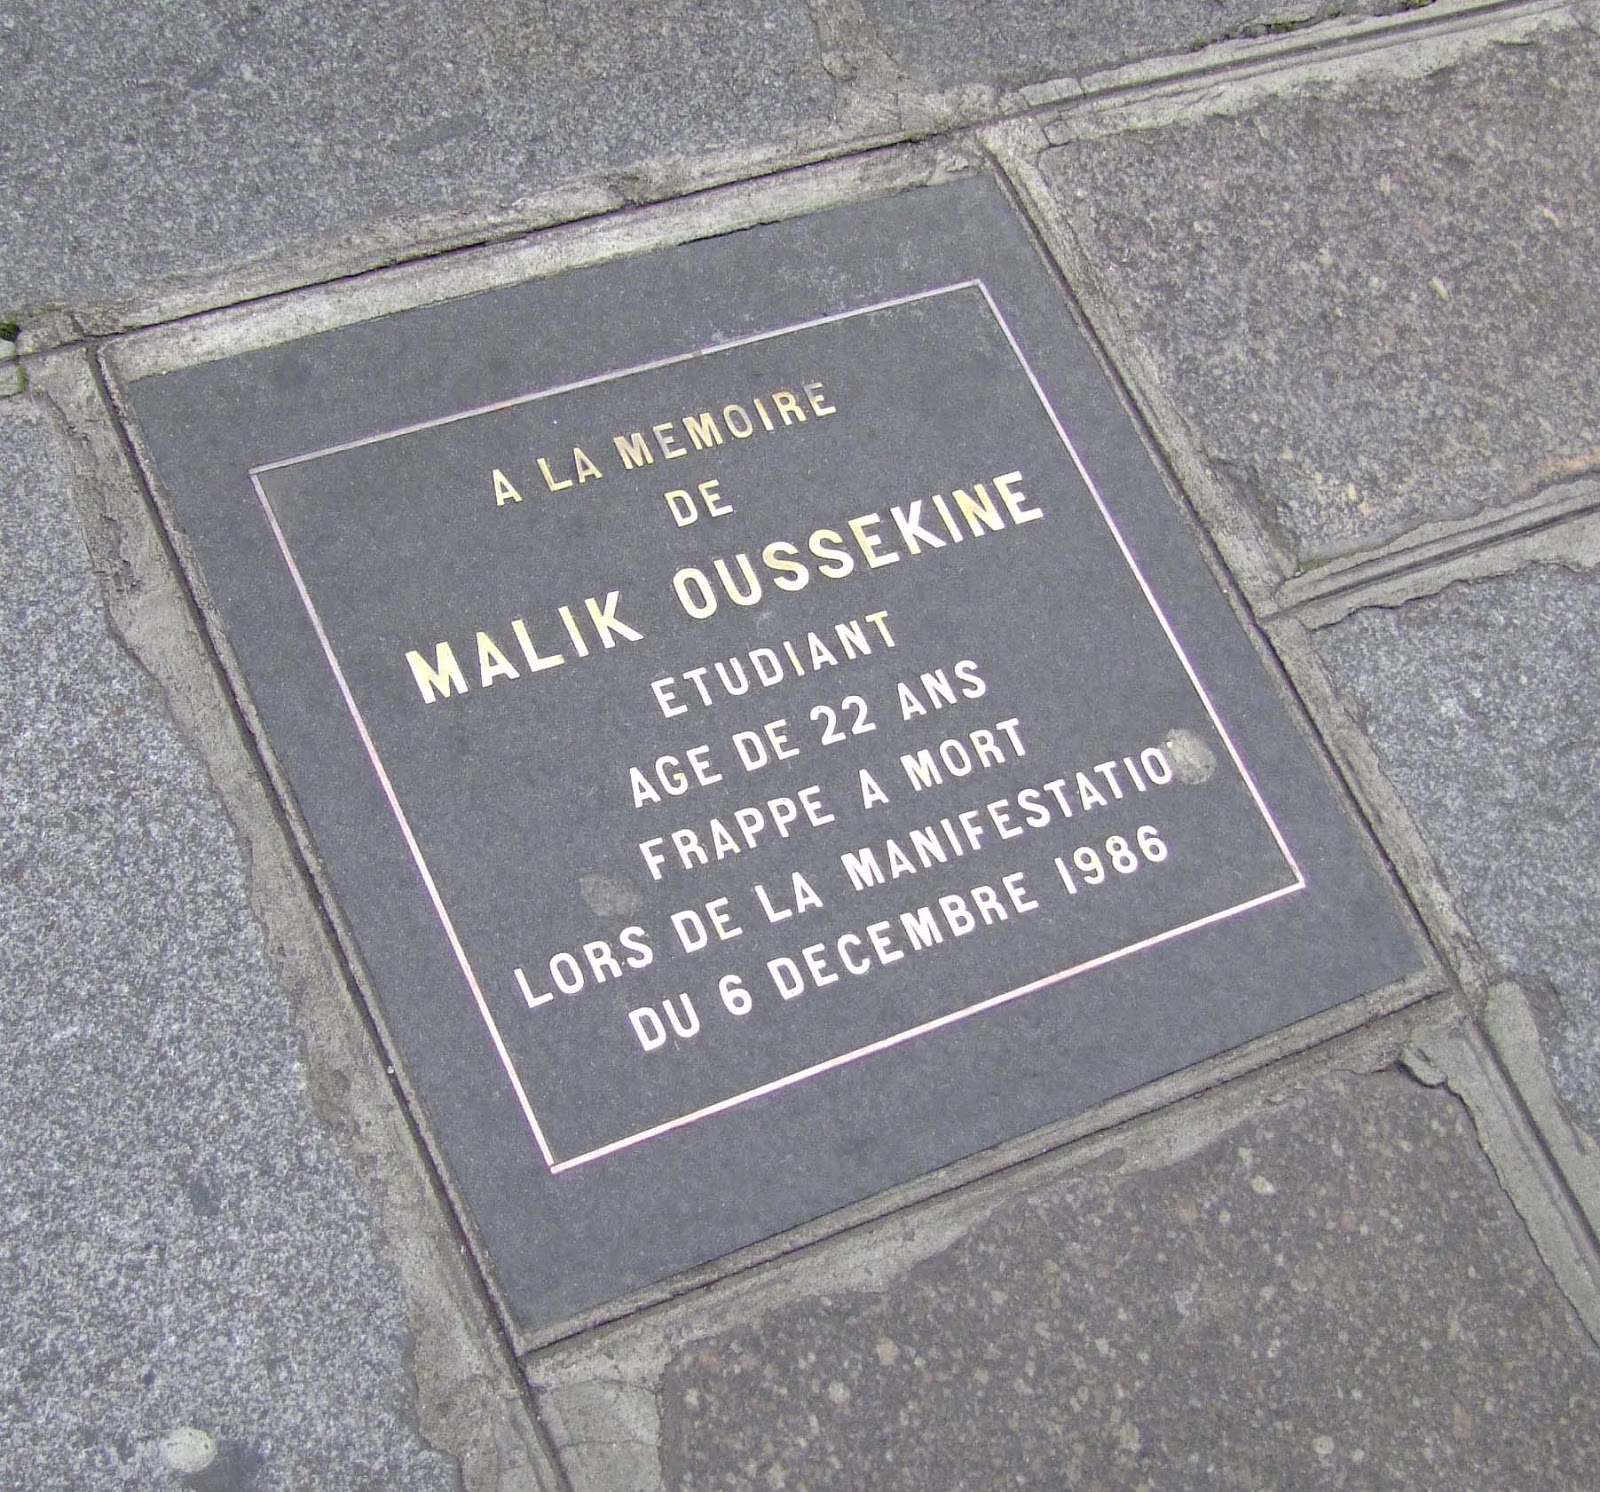 A LA MEMOIRE
DE
MALIK OUSSEKINE
ETUDIANT
AGE DE 22 ANS
FRAPPE A MORT
LORS DE LA MANIFESTATIO
DU 6 DECEMBRE 1986